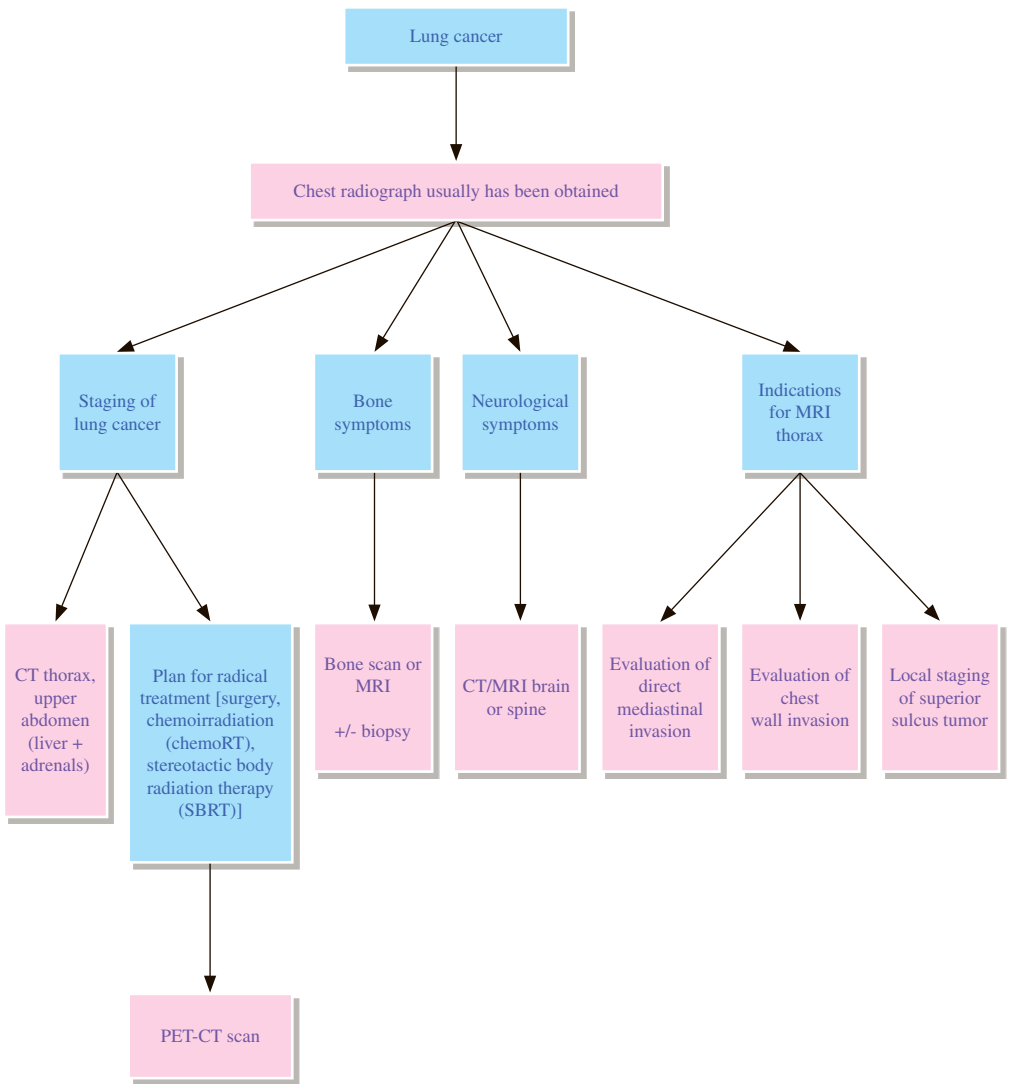 Lung cancer
Chest radiograph usually has been obtained
Staging of
lung cancer
Bone
symptoms
Neurological
symptoms
Indications
for MRI
thorax
CT thorax,
upper
abdomen
(liver +
adrenals)
Plan for radical
treatment [surgery,
chemoirradiation
(chemoRT),
stereotactic body
radiation therapy
(SBRT)]
Bone scan or
MRI
+/- biopsy
CT/MRI brain
or spine
Evaluation of
direct
mediastinal
invasion
Evaluation of
chest
wall invasion
Local staging
of superior
sulcus tumor
PET-CT scan